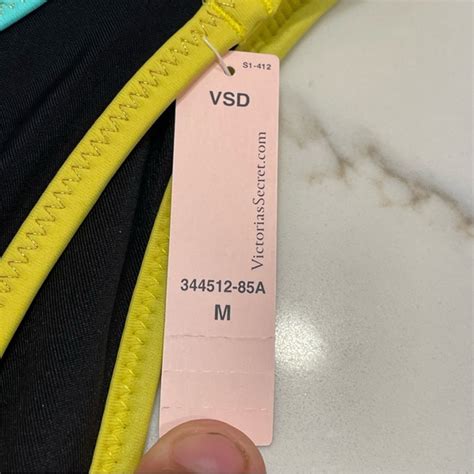 S1-412
VSD
VictoriasSecret.com
344512-85A
M